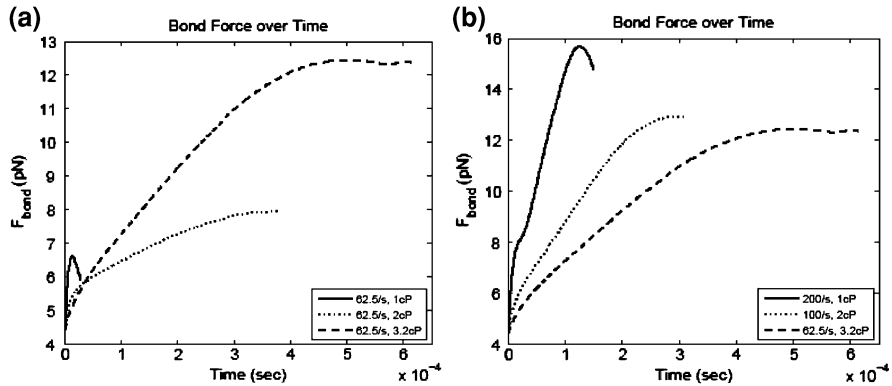 (a)
Bond Force over Time
13
12
11
10
9
8
7
6
5
4
F_bond (pN)
0 1 2 3 4 5 6
Time (sec)
x 10^-4
62.5/s, 1cP
62.5/s, 2cP
62.5/s, 3.2cP
(b)
Bond Force over Time
16
14
12
10
8
6
4
F_bond (pN)
0 1 2 3 4 5 6
Time (sec)
x 10^-4
200/s, 1cP
100/s, 2cP
62.5/s, 3.2cP